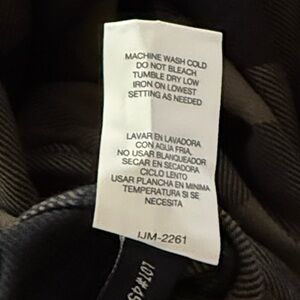 MACHINE WASH COLD
DO NOT BLEACH
TUMBLE DRY LOW
IRON ON LOWEST
SETTING AS NEEDED
LAVAR EN LAVADORA
CON AGUA FRIA,
NO USAR BLANQUEADOR
SECAR EN SECADORA
CICLO LENTO
USAR PLANCHA EN MINIMA
TEMPERATURA SI SE
NECESITA
IJM-2261